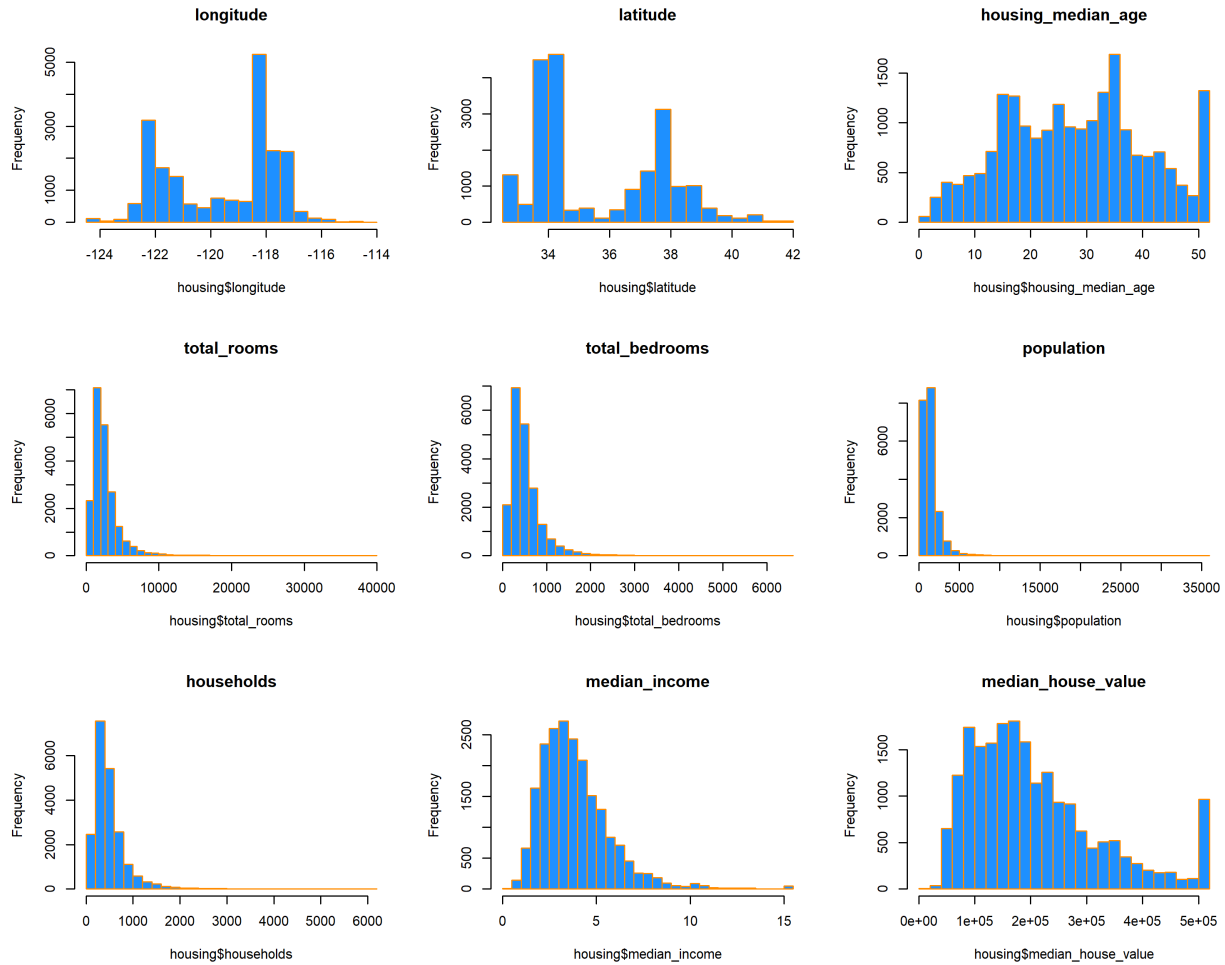 longitude
Frequency
0 1000 3000 5000
-124 -122 -120 -118 -116 -114
housing$longitude
latitude
Frequency
0 1000 3000
34 36 38 40 42
housing$latitude
housing_median_age
Frequency
0 500 1000 1500
0 10 20 30 40 50
housing$housing_median_age
total_rooms
Frequency
0 2000 4000 6000
0 10000 20000 30000 40000
housing$total_rooms
total_bedrooms
Frequency
0 2000 4000 6000
0 1000 2000 3000 4000 5000 6000
housing$total_bedrooms
population
Frequency
0 2000 6000
0 5000 15000 25000 35000
housing$population
households
Frequency
0 2000 4000 6000
0 1000 2000 3000 4000 5000 6000
housing$households
median_income
Frequency
0 500 1500 2500
0 5 10 15
housing$median_income
median_house_value
Frequency
0 500 1000 1500
0e+00 1e+05 2e+05 3e+05 4e+05 5e+05
housing$median_house_value